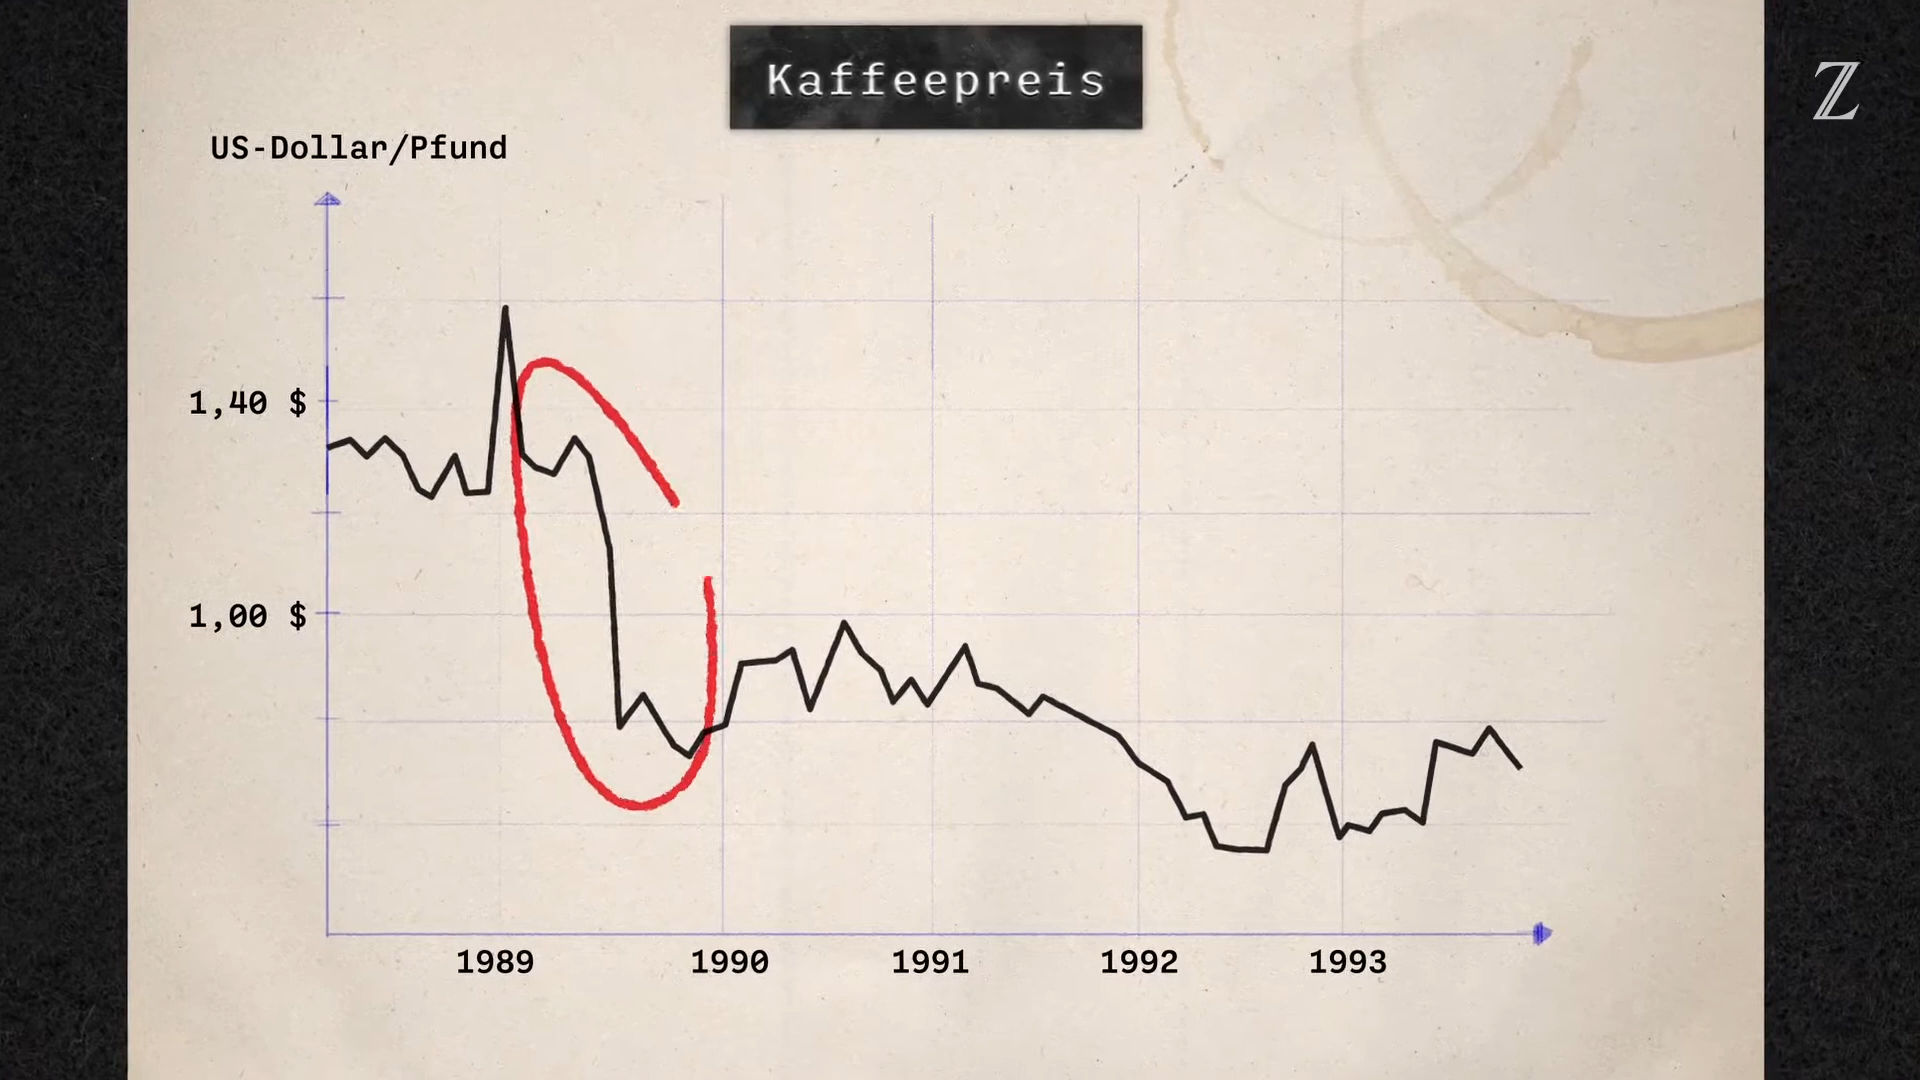 Kaffeepreis
Z
US-Dollar/Pfund
1,40 $
1,00 $
1989 1990 1991 1992 1993